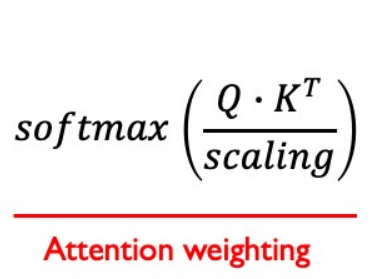 softmax (Q · K^T / scaling)
Attention weighting